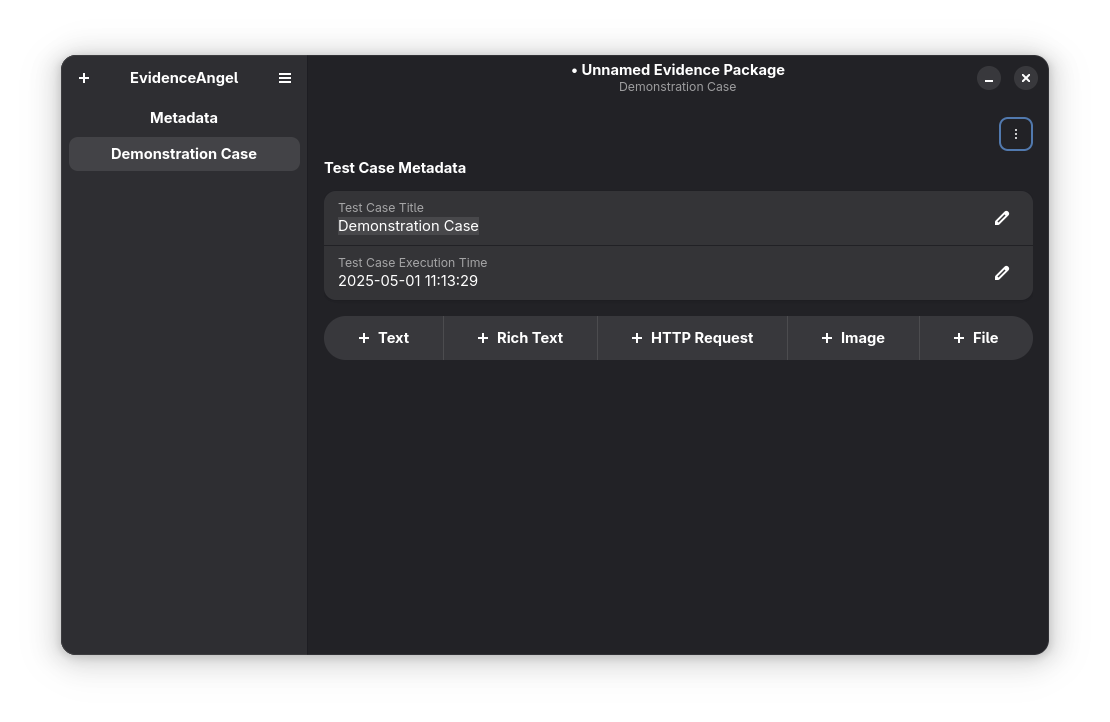 EvidenceAngel
Metadata
Demonstration Case
• Unnamed Evidence Package
Demonstration Case
Test Case Metadata
Test Case Title
Demonstration Case
Test Case Execution Time
2025-05-01 11:13:29
+ Text
+ Rich Text
+ HTTP Request
+ Image
+ File